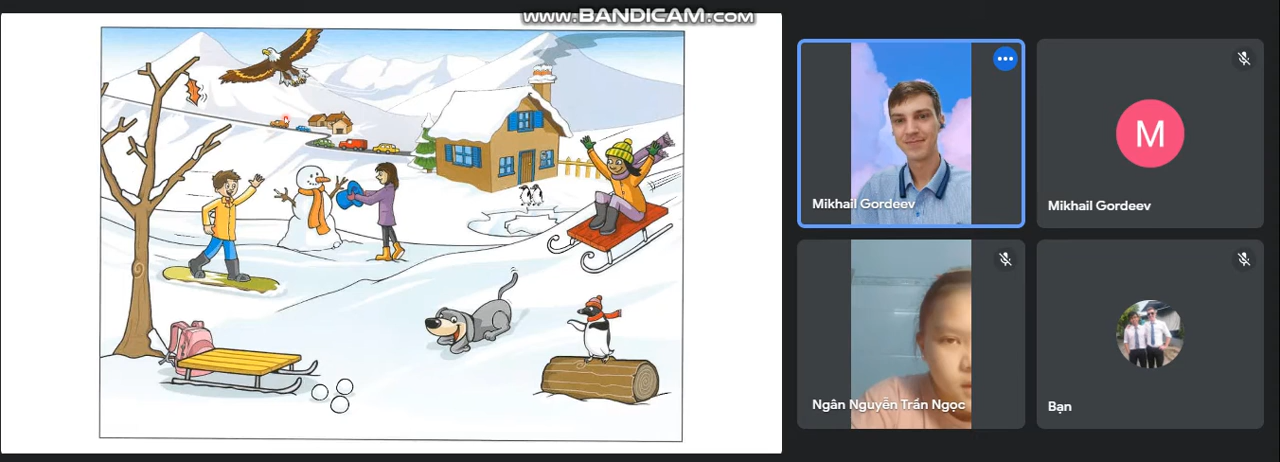 www.BANDICAM.com
Mikhail Gordeev
M
Mikhail Gordeev
Ngân Nguyễn Trần Ngọc
Bạn